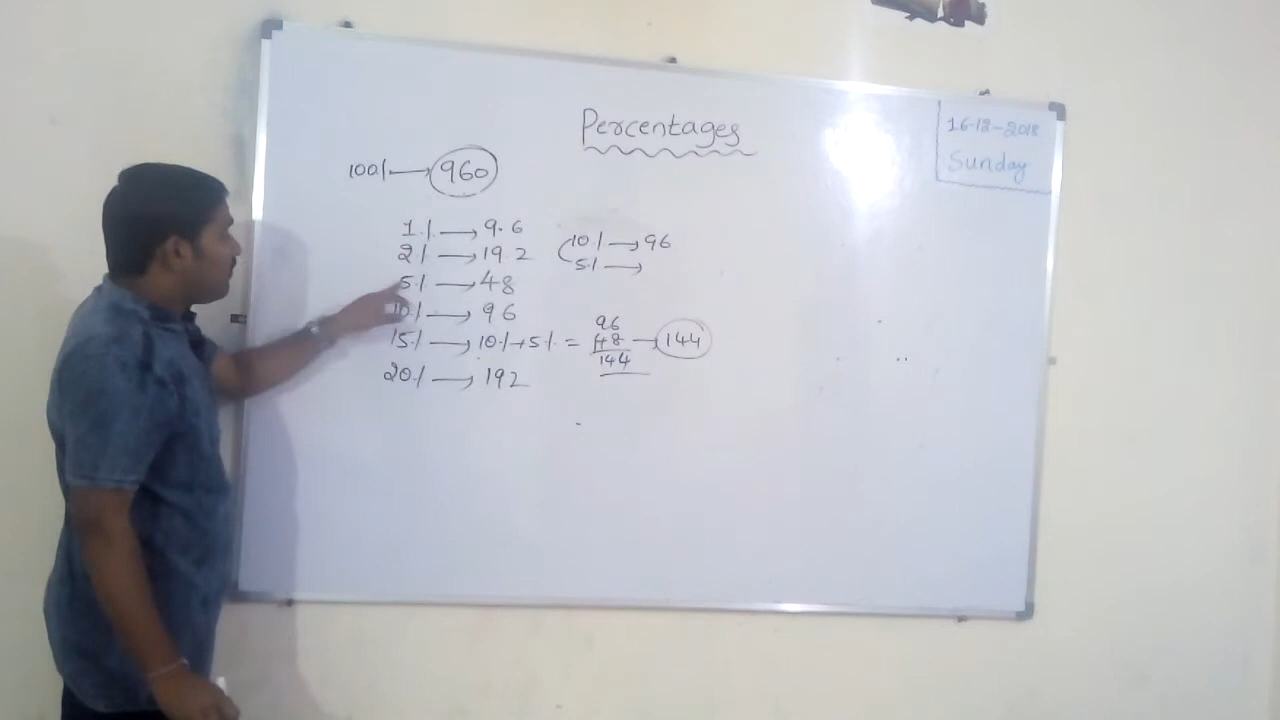 Percentages
16-12-2018
Sunday
100% → 960
1% → 9.6
2% → 19.2
5% → 48
10% → 96
15% → 10%+5% = 96
48 → 144
144
20% → 192
10% → 96
5% →